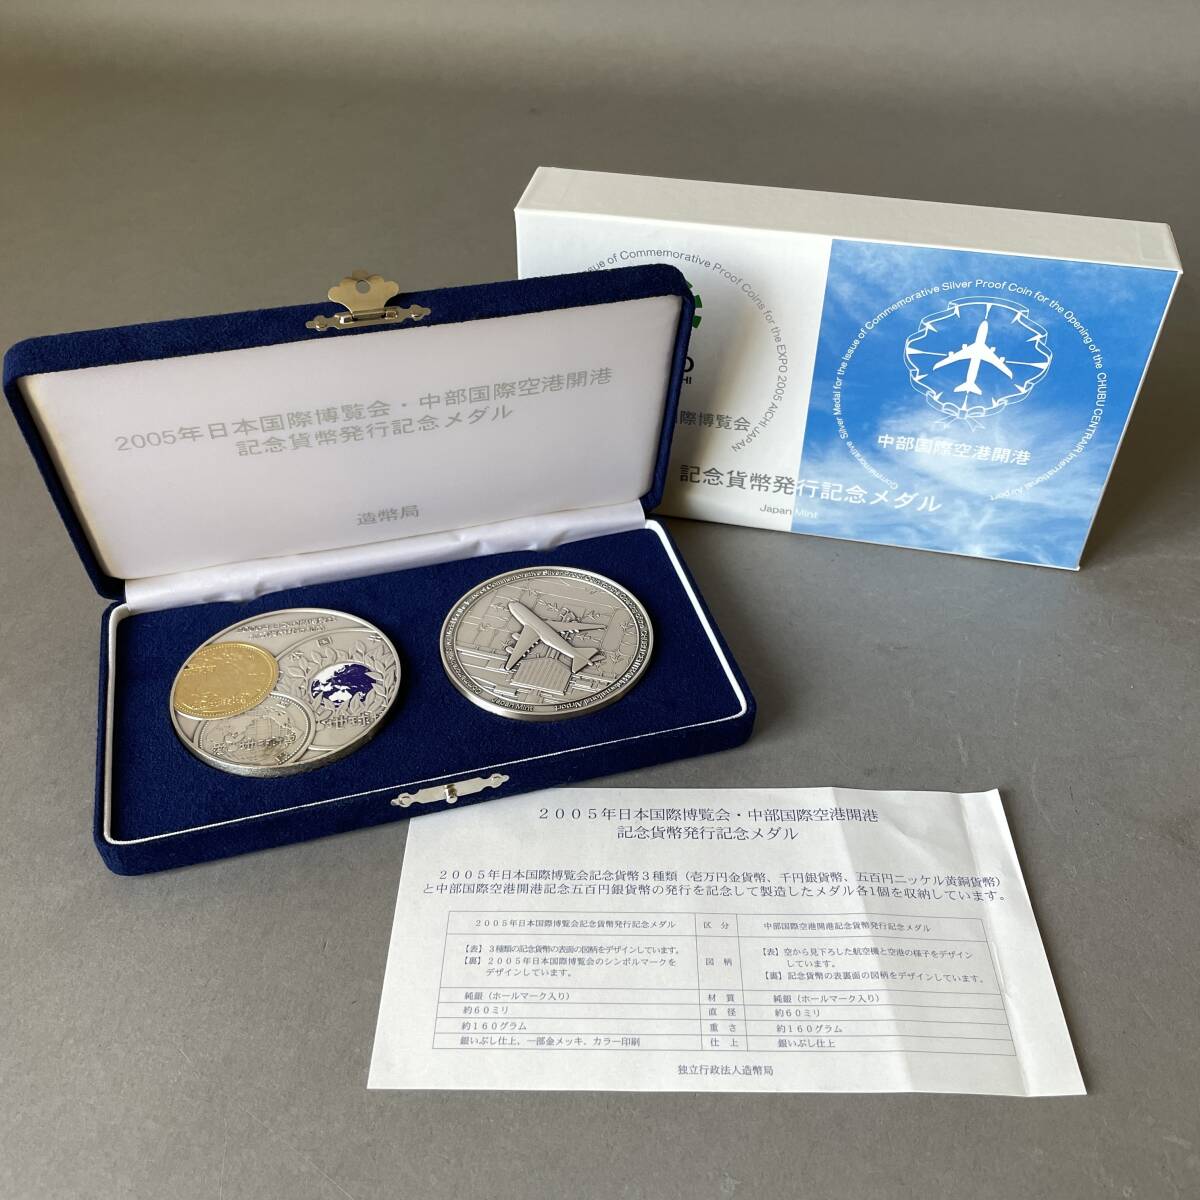 2005年日本国際博覧会・中部国際空港開港
記念貨幣発行記念メダル
造幣局
ssue of Commemorative Proof Coins for the EXPO 2005 AICHI JAPAN
際博覧会
Commemorative Silver Medal for the Issue of Commemorative Silver Proof Coin for the Opening of the CHUBU CENTRAIR International Airport
中部国際空港開港
記念貨幣発行記念メダル
Japan Mint
2005年日本国際博覧会・中部国際空港開港
記念貨幣発行記念メダル
2005年日本国際博覧会記念貨幣3種類（壱万円金貨幣、千円銀貨幣、五百円ニッケル黄銅貨幣）
と中部国際空港開港記念五百円銀貨幣の発行を記念して製造したメダル各1個を収納しています。
2005年日本国際博覧会記念貨幣発行記念メダル 区分 中部国際空港開港記念貨幣発行記念メダル
【表】3種類の記念貨幣の表面の図柄をデザインしています。
【裏】2005年日本国際博覧会のシンボルマークを
デザインしています。
図柄
【表】空から見下ろした航空機と空港の様子をデザイン
しています。
【裏】記念貨幣の表裏面の図柄をデザインしています。
純銀（ホールマーク入り） 材質 純銀（ホールマーク入り）
約60ミリ 直径 約60ミリ
約160グラム 重さ 約160グラム
銀いぶし仕上、一部金メッキ、カラー印刷 仕上 銀いぶし仕上
独立行政法人造幣局